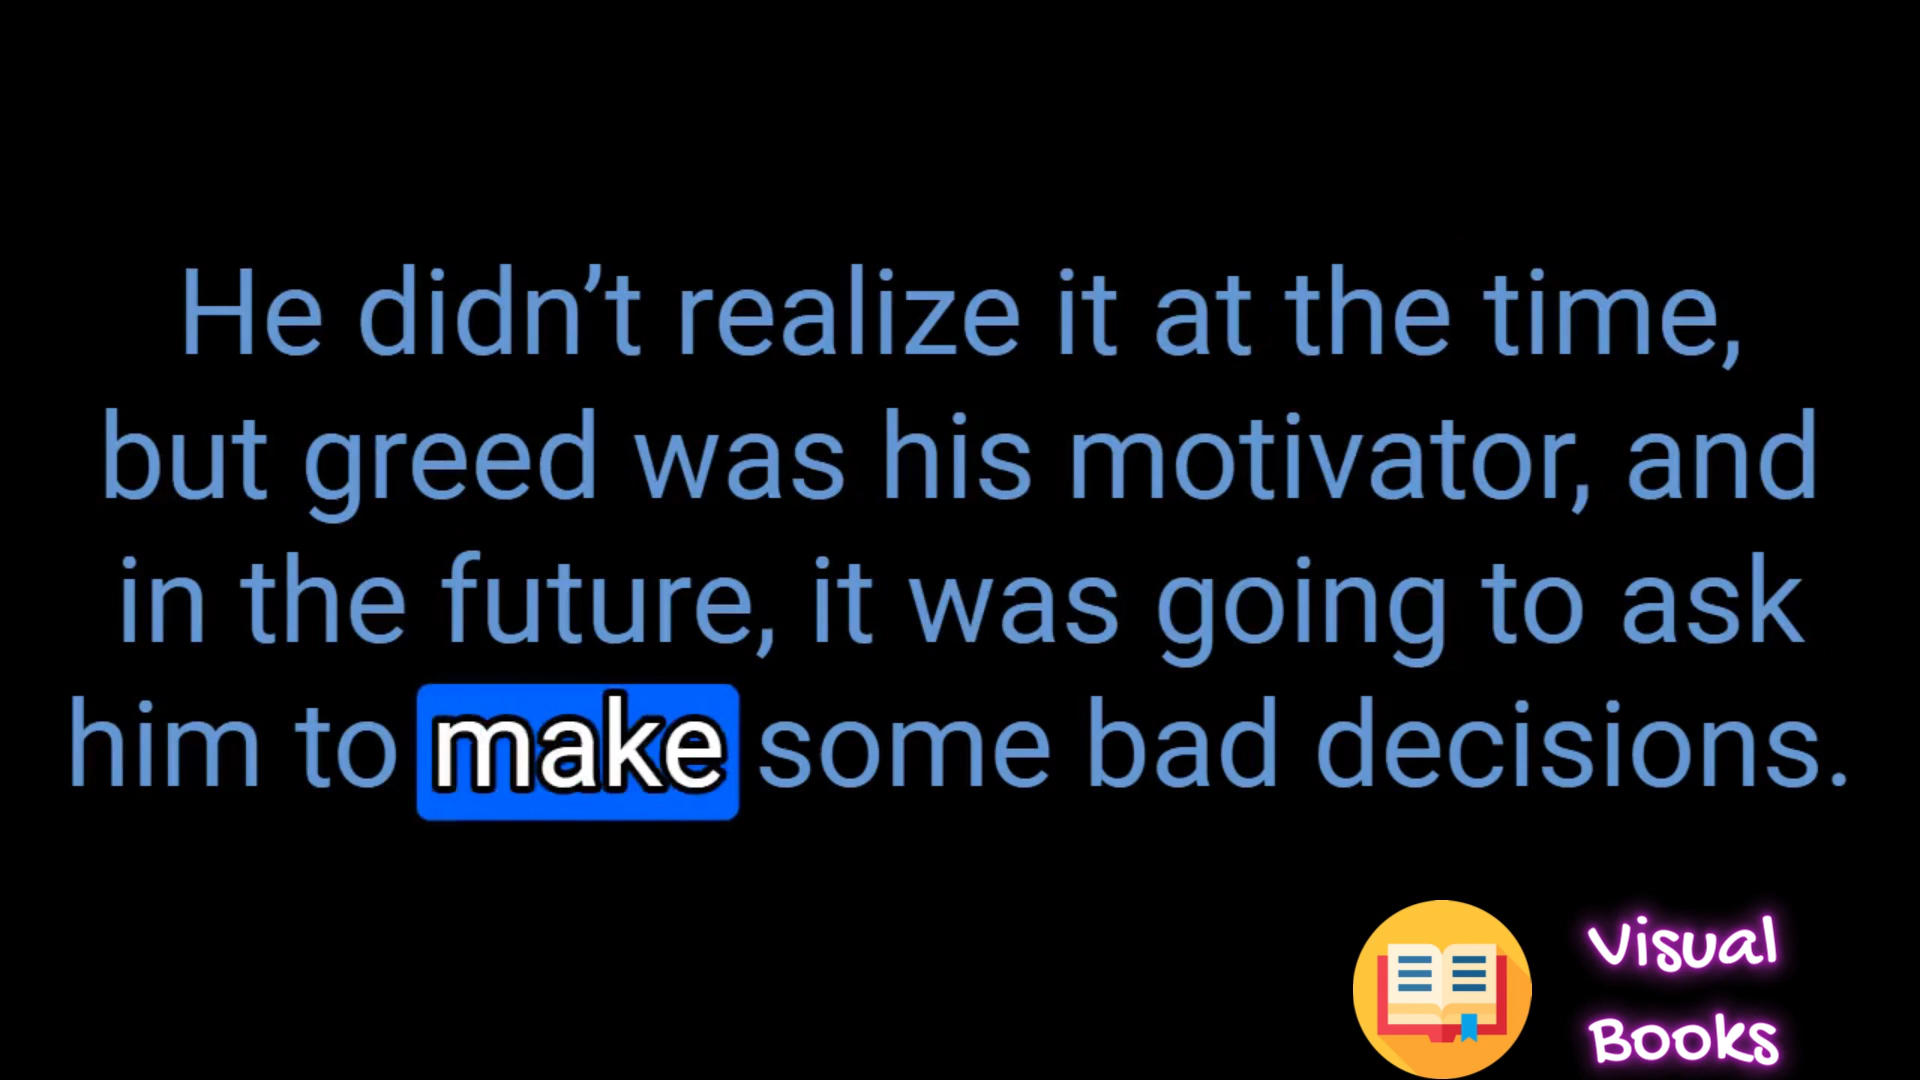 He didn’t realize it at the time,
but greed was his motivator, and
in the future, it was going to ask
him to make some bad decisions.
Visual
Books